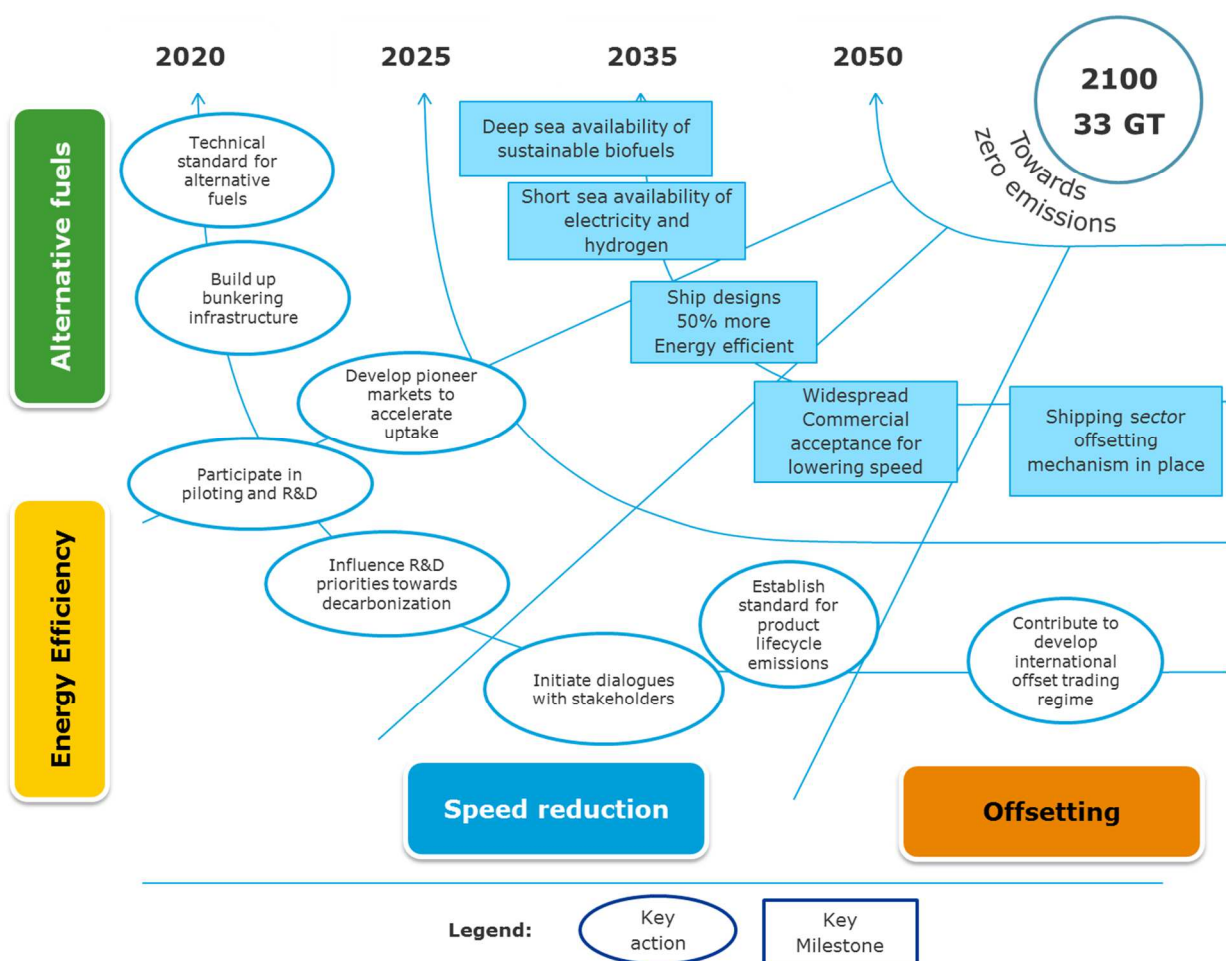 2020
2025
2035
2050
2100
33 GT
Towards
zero emissions
Alternative fuels
Technical
standard for
alternative
fuels
Build up
bunkering
infrastructure
Deep sea availability of
sustainable biofuels
Short sea availability of
electricity and
hydrogen
Ship designs
50% more
Energy efficient
Develop pioneer
markets to
accelerate
uptake
Widespread
Commercial
acceptance for
lowering speed
Shipping sector
offsetting
mechanism in place
Energy Efficiency
Participate in
piloting and R&D
Influence R&D
priorities towards
decarbonization
Initiate dialogues
with stakeholders
Establish
standard for
product
lifecycle
emissions
Contribute to
develop
international
offset trading
regime
Speed reduction
Offsetting
Legend:
Key
action
Key
Milestone